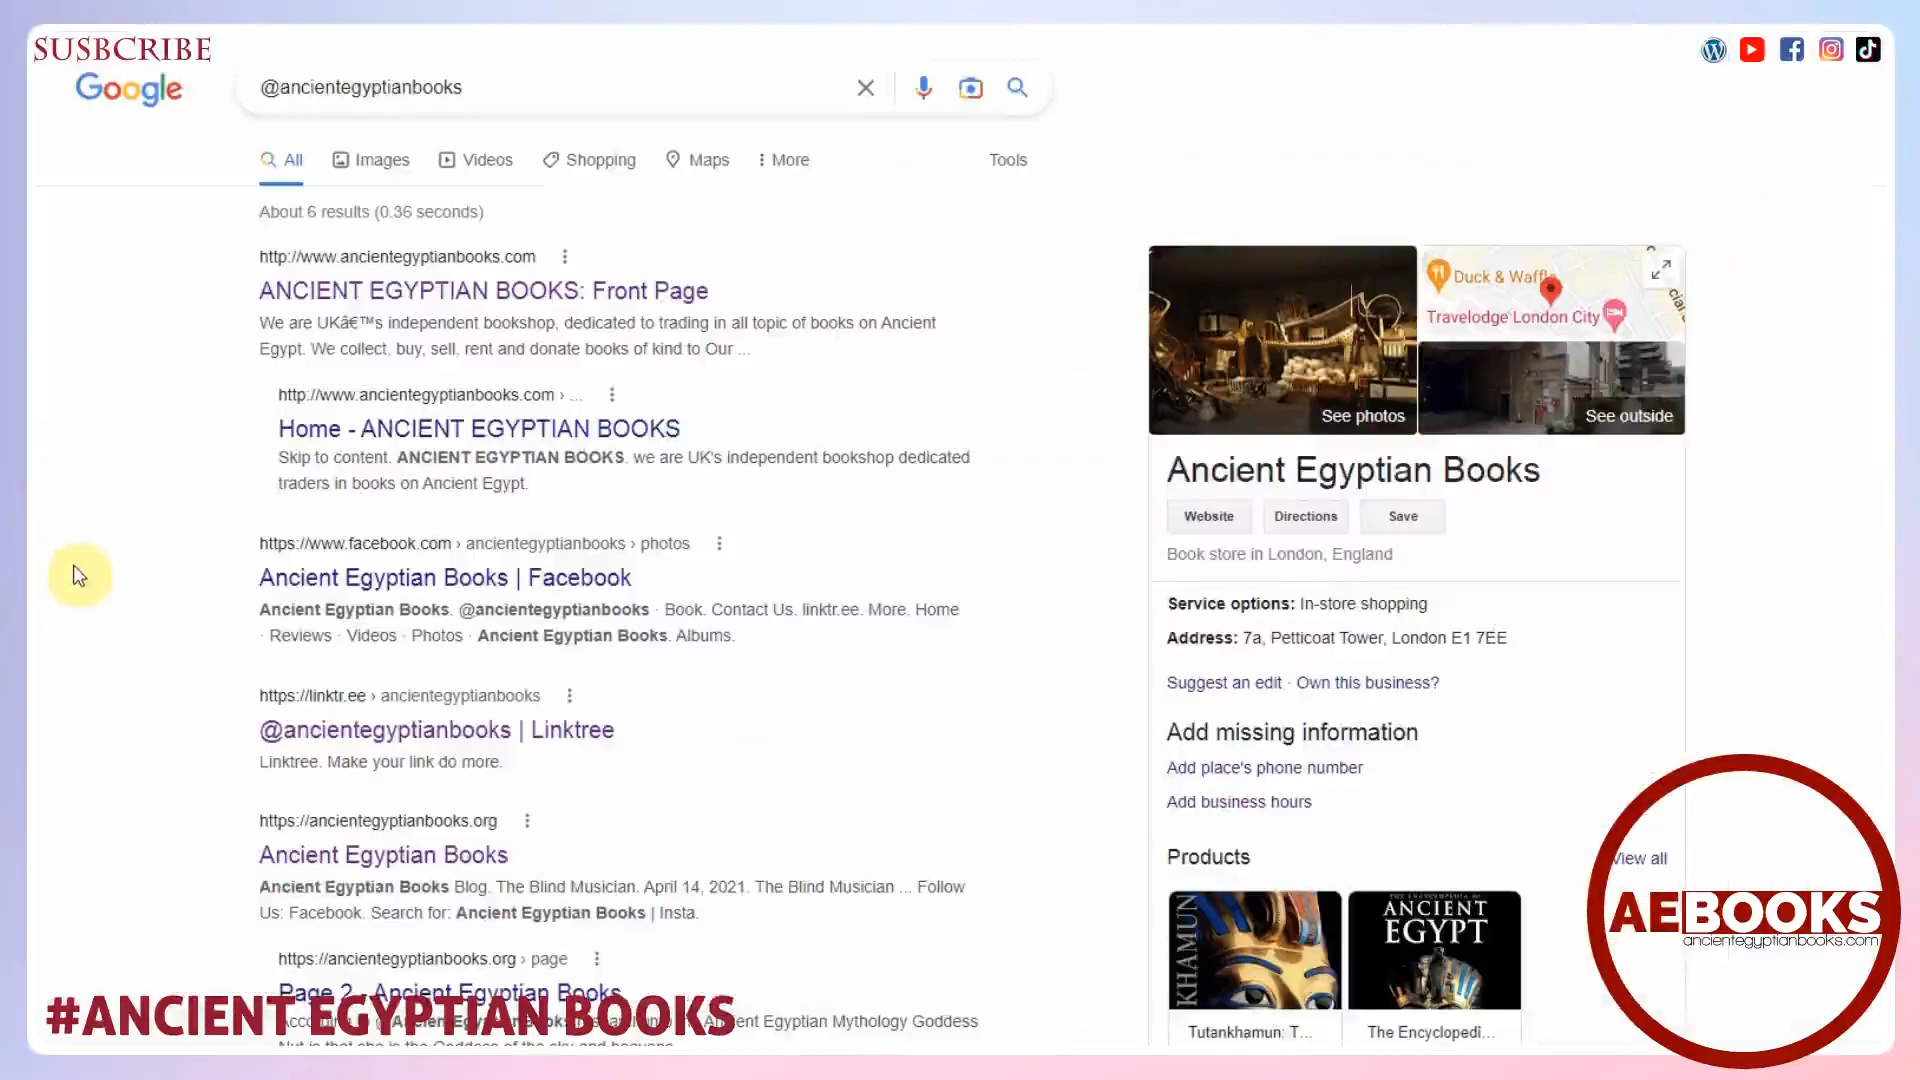 SUSBCRIBE
Google
@ancientegyptianbooks
All
Images
Videos
Shopping
Maps
More
Tools
About 6 results (0.36 seconds)
http://www.ancientegyptianbooks.com
ANCIENT EGYPTIAN BOOKS: Front Page
We are UKâ€™s independent bookshop, dedicated to trading in all topic of books on Ancient
Egypt. We collect, buy, sell, rent and donate books of kind to Our ...
http://www.ancientegyptianbooks.com › ...
Home - ANCIENT EGYPTIAN BOOKS
Skip to content. ANCIENT EGYPTIAN BOOKS. we are UK's independent bookshop dedicated
traders in books on Ancient Egypt.
https://www.facebook.com › ancientegyptianbooks › photos
Ancient Egyptian Books | Facebook
Ancient Egyptian Books. @ancientegyptianbooks · Book. Contact Us. linktr.ee. More. Home
· Reviews · Videos · Photos · Ancient Egyptian Books. Albums.
https://linktr.ee › ancientegyptianbooks
@ancientegyptianbooks | Linktree
Linktree. Make your link do more.
https://ancientegyptianbooks.org
Ancient Egyptian Books
Ancient Egyptian Books Blog. The Blind Musician. April 14, 2021. The Blind Musician ... Follow
Us: Facebook. Search for: Ancient Egyptian Books | Insta.
https://ancientegyptianbooks.org › page
Page 2 - Ancient Egyptian Books
#ANCIENT EGYPTIAN BOOKS
Ancient Egyptian Mythology Goddess
Duck & Waffle
Travelodge London City
See photos
See outside
Ancient Egyptian Books
Website
Directions
Save
Book store in London, England
Service options: In-store shopping
Address: 7a, Petticoat Tower, London E1 7EE
Suggest an edit · Own this business?
Add missing information
Add place's phone number
Add business hours
Products
View all
KHAMUN
THE ENCYCLOPEDIA OF
ANCIENT
EGYPT
Tutankhamun: T...
The Encyclopedi...
AEBOOKS
ancientegyptianbooks.com